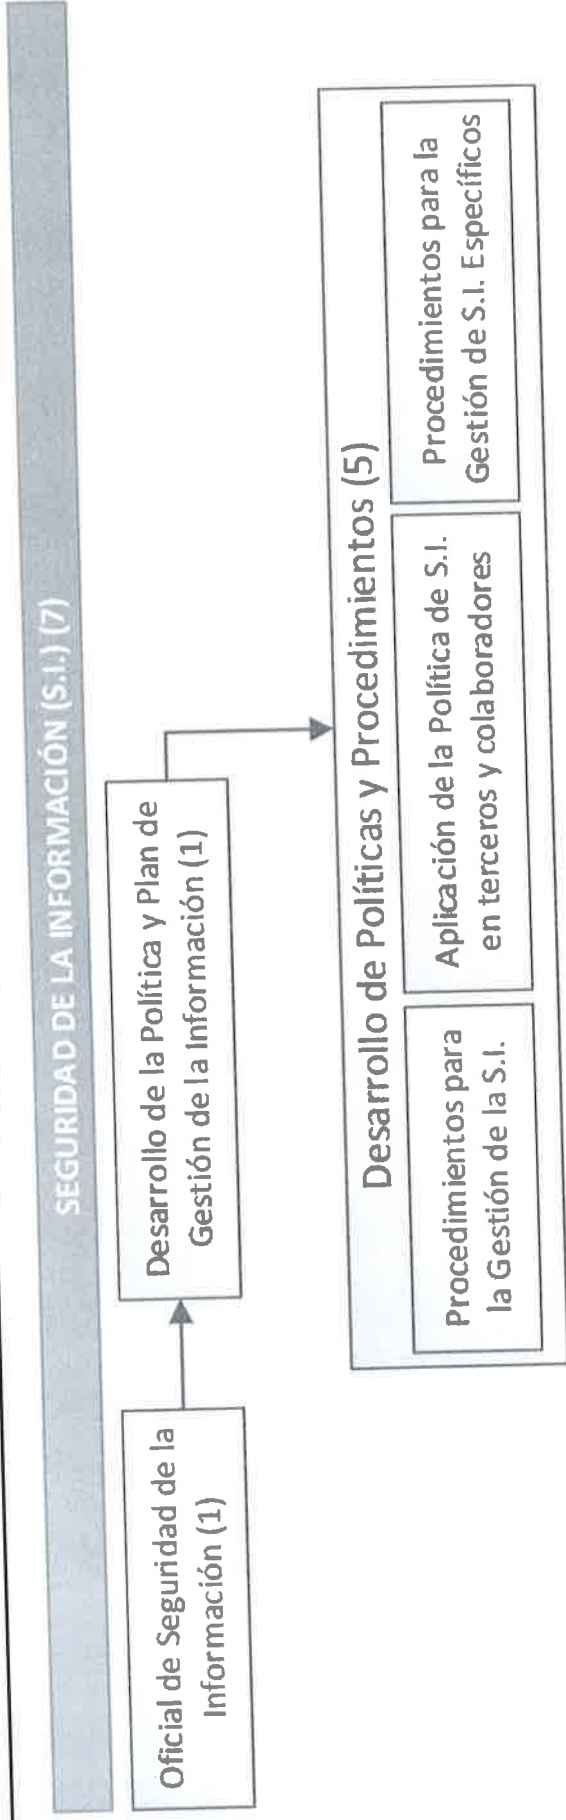 SEGURIDAD DE LA INFORMACIÓN (S.I.) (7)
Oficial de Seguridad de la
Información (1)
Desarrollo de la Política y Plan de
Gestión de la Información (1)
Desarrollo de Políticas y Procedimientos (5)
Procedimientos para
la Gestión de la S.I.
Aplicación de la Política de S.I.
en terceros y colaboradores
Procedimientos para la
Gestión de S.I. Específicos